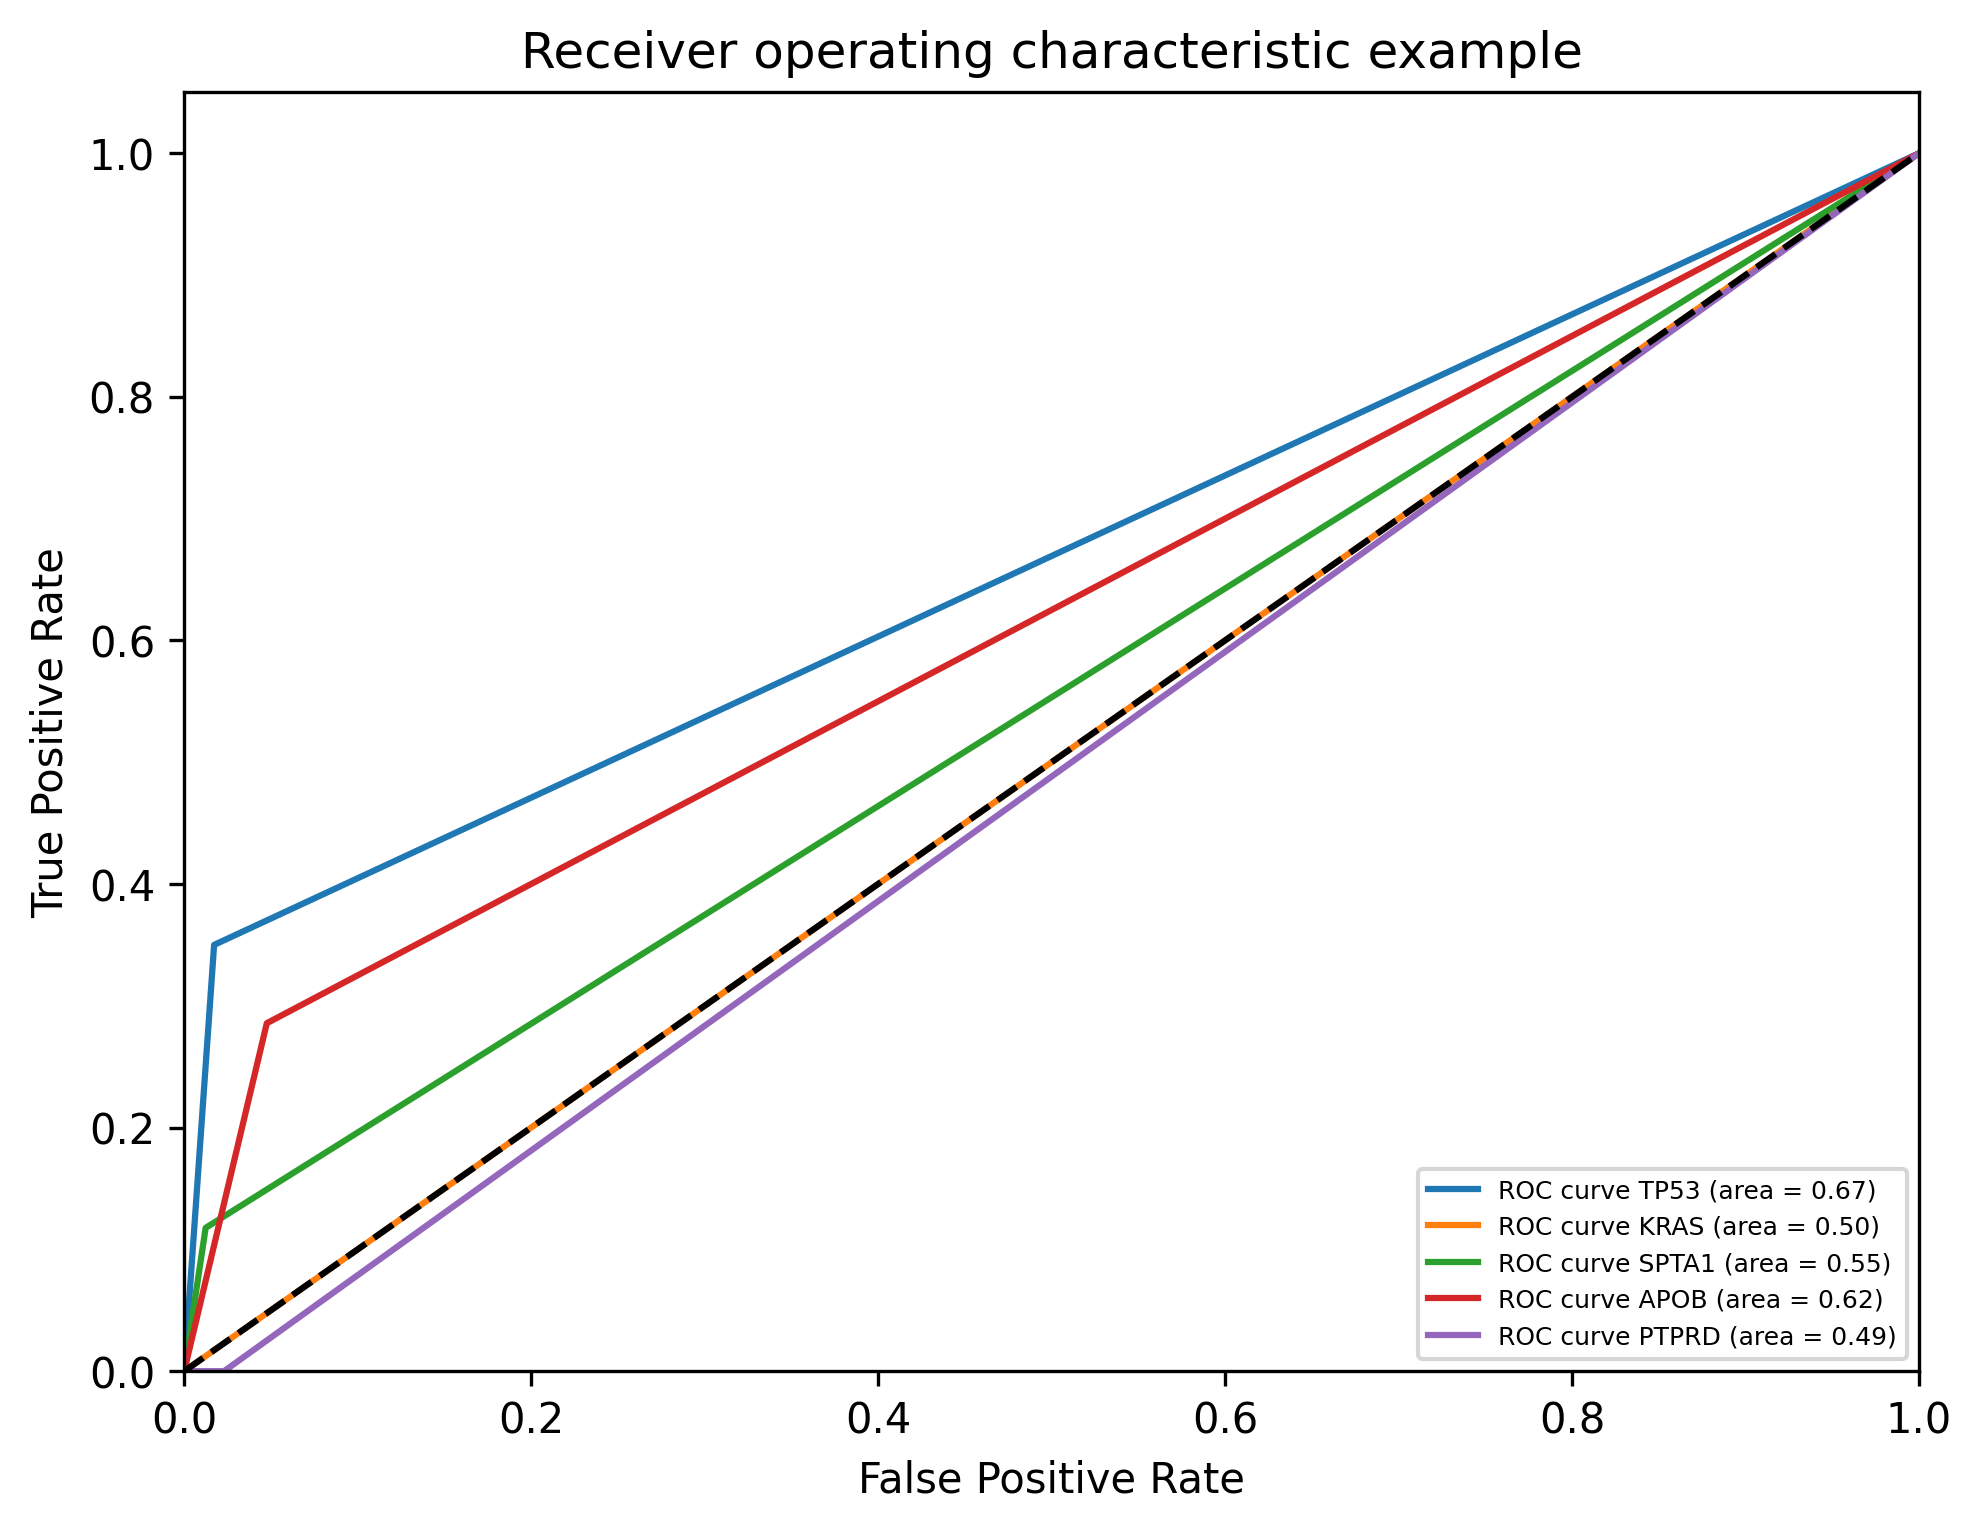 Receiver operating characteristic example
1.0
0.8
0.6
0.4
0.2
0.0
True Positive Rate
0.0 0.2 0.4 0.6 0.8 1.0
False Positive Rate
ROC curve TP53 (area = 0.67)
ROC curve KRAS (area = 0.50)
ROC curve SPTA1 (area = 0.55)
ROC curve APOB (area = 0.62)
ROC curve PTPRD (area = 0.49)